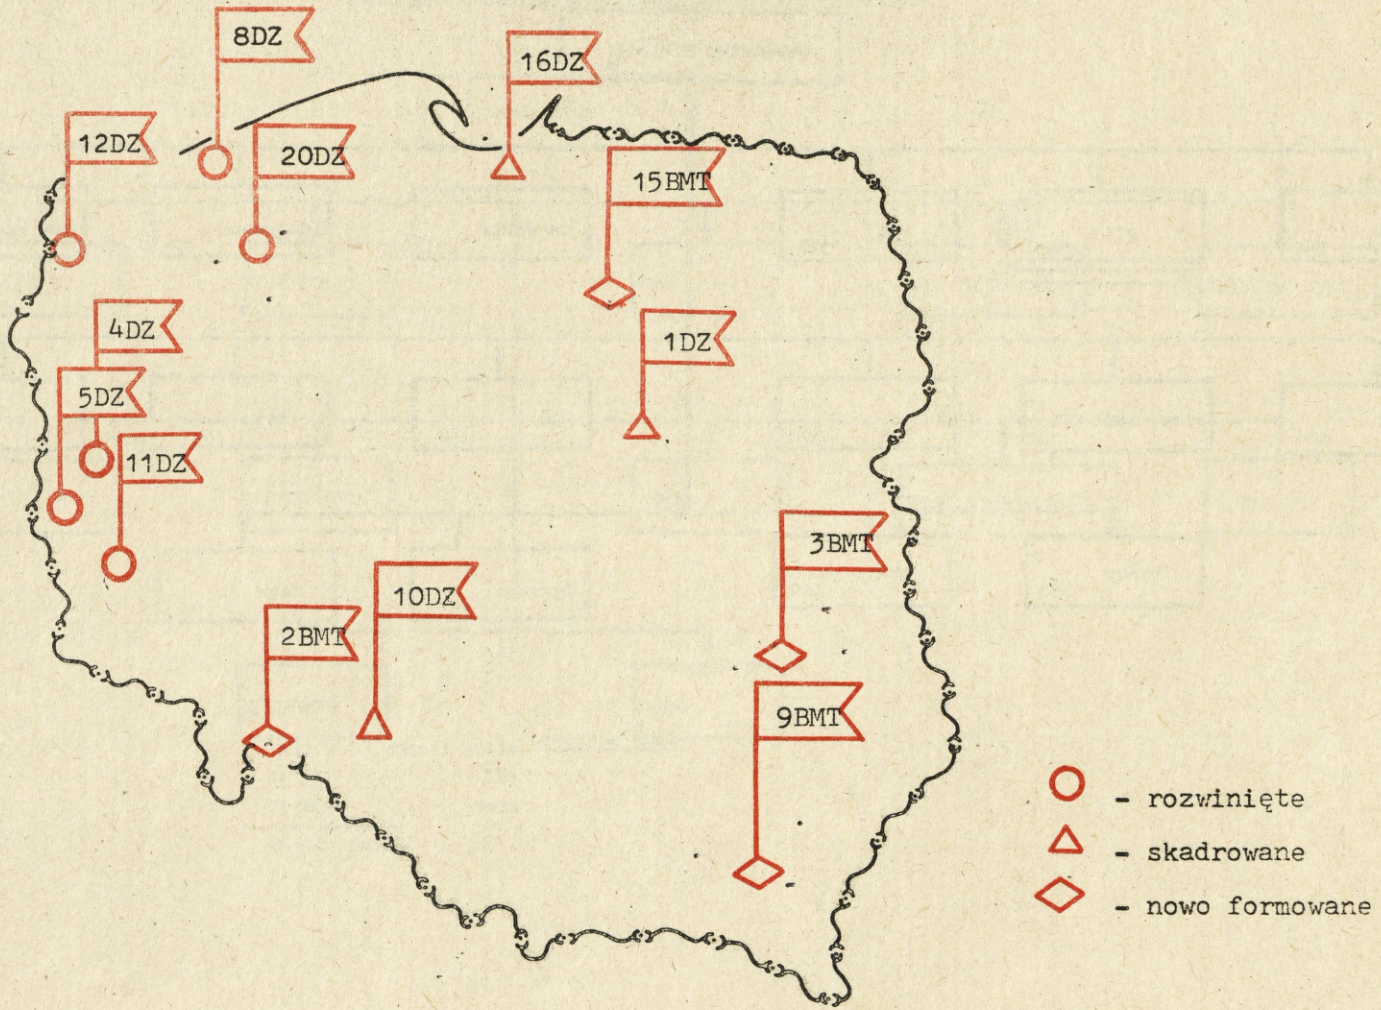 8DZ
16DZ
12DZ
20DZ
15BMT
4DZ
1DZ
5DZ
11DZ
3BMT
10DZ
2BMT
9BMT
- rozwinięte
- skadrowane
- nowo formowane